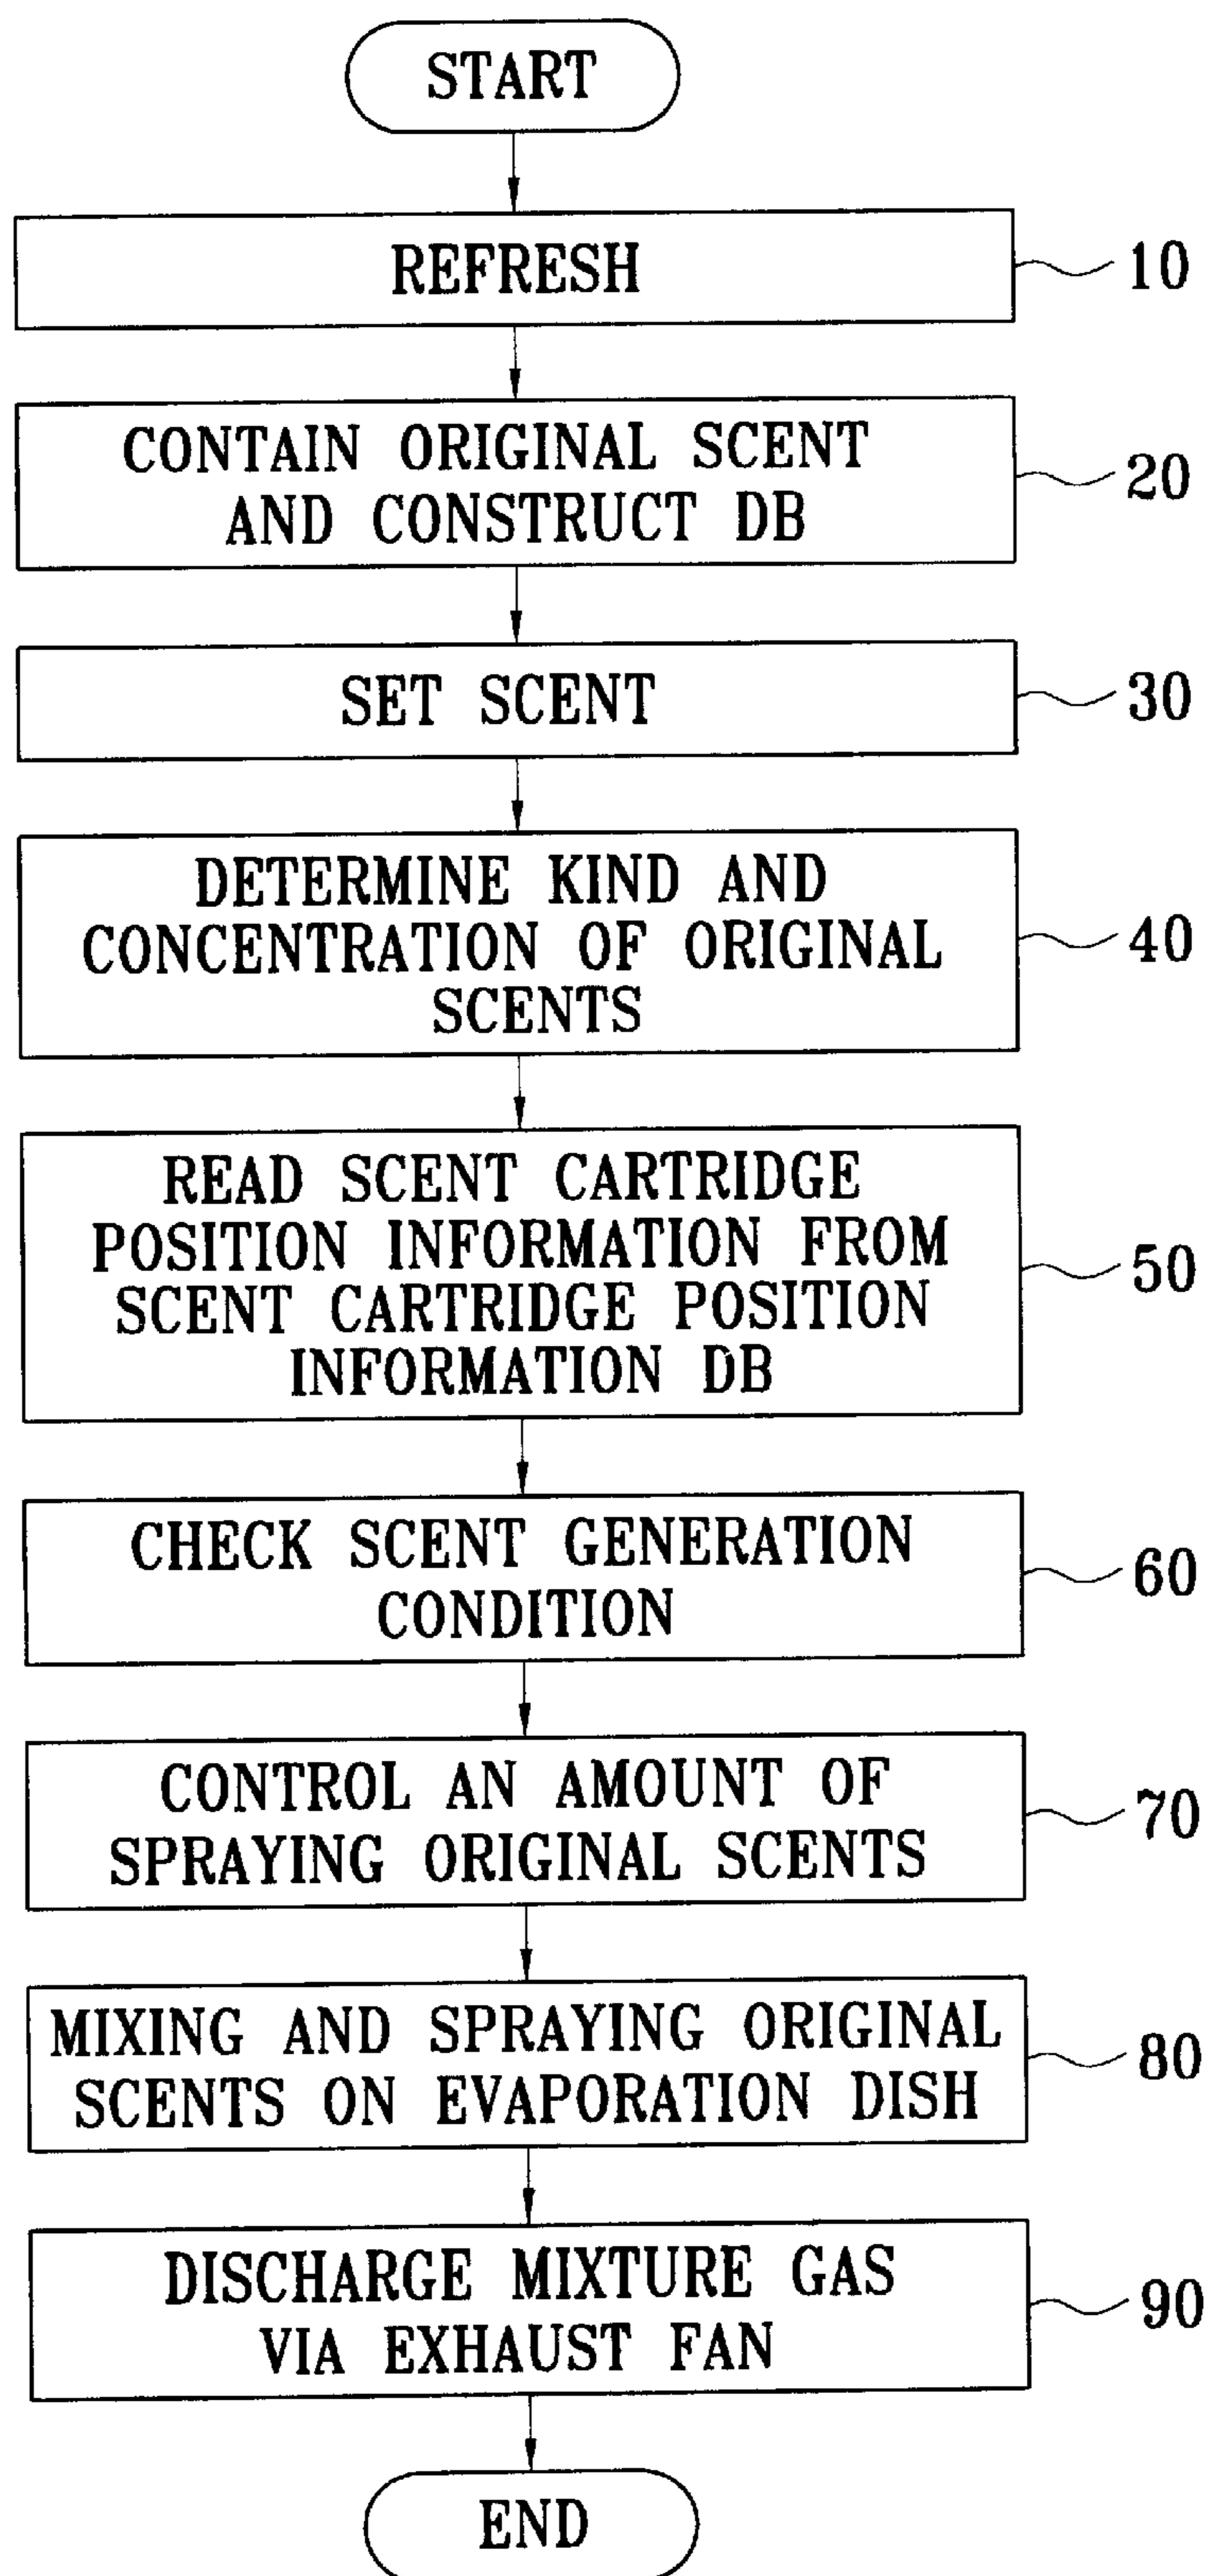 START
REFRESH
10
CONTAIN ORIGINAL SCENT
AND CONSTRUCT DB
20
SET SCENT
30
DETERMINE KIND AND
CONCENTRATION OF ORIGINAL
SCENTS
40
READ SCENT CARTRIDGE
POSITION INFORMATION FROM
SCENT CARTRIDGE POSITION
INFORMATION DB
50
CHECK SCENT GENERATION
CONDITION
60
CONTROL AN AMOUNT OF
SPRAYING ORIGINAL SCENTS
70
MIXING AND SPRAYING ORIGINAL
SCENTS ON EVAPORATION DISH
80
DISCHARGE MIXTURE GAS
VIA EXHAUST FAN
90
END